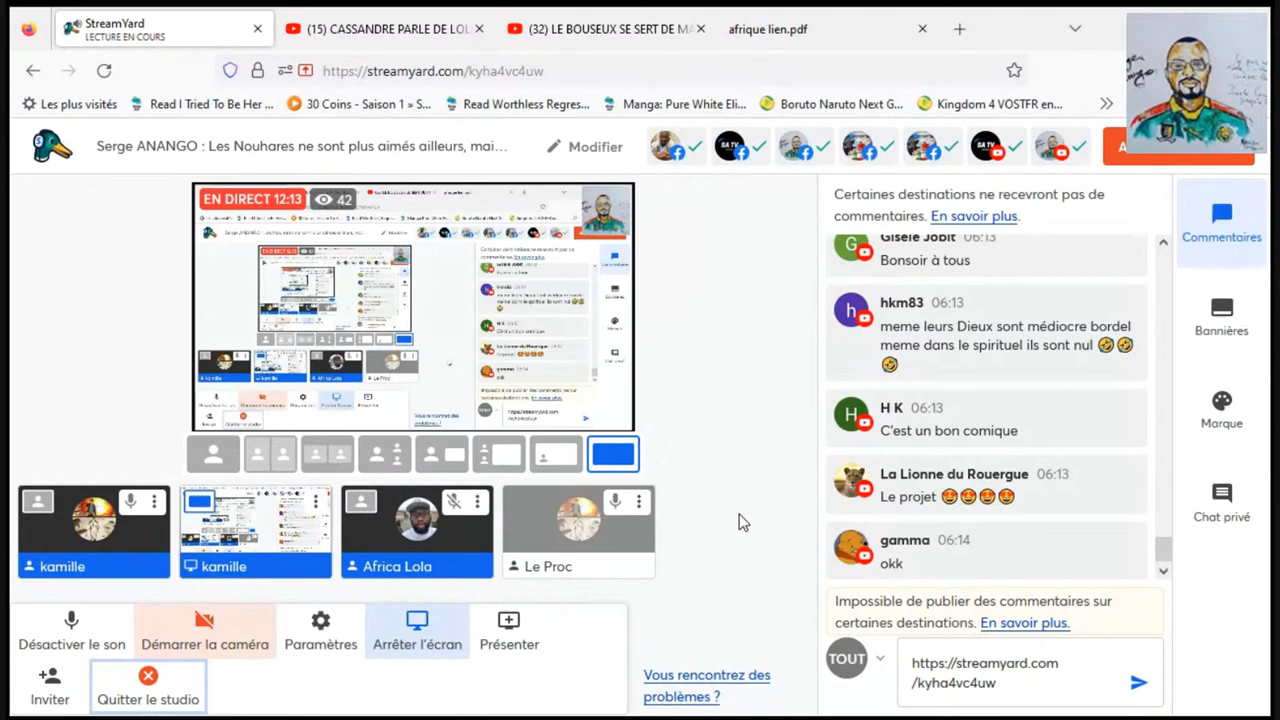 StreamYard
LECTURE EN COURS
(15) CASSANDRE PARLE DE LOL
(32) LE BOUSEUX SE SERT DE MA
afrique lien.pdf
https://streamyard.com/kyha4vc4uw
Les plus visités
Read I Tried To Be Her ...
30 Coins - Saison 1 » S...
Read Worthless Regres...
Manga: Pure White Eli...
Boruto Naruto Next G...
Kingdom 4 VOSTFR en...
Serge ANANGO : Les Nouhares ne sont plus aimés ailleurs, mai...
Modifier
EN DIRECT 12:13
42
Certaines destinations ne recevront pas de
commentaires. En savoir plus.
Gisele Jobit 06:13
Bonsoir à tous
hkm83 06:13
meme leurs Dieux sont médiocre bordel
meme dans le spirituel ils sont nul 🤣🤣
🤣
H K 06:13
C'est un bon comique
La Lionne du Rouergue 06:13
Le projet 🤩🤩🤩🤩
gamma 06:14
okk
Impossible de publier des commentaires sur
certaines destinations. En savoir plus.
TOUT
https://streamyard.com
/kyha4vc4uw
Commentaires
Bannières
Marque
Chat privé
kamille
kamille
Africa Lola
Le Proc
Désactiver le son
Démarrer la caméra
Paramètres
Arrêter l'écran
Présenter
Inviter
Quitter le studio
Vous rencontrez des
problèmes ?